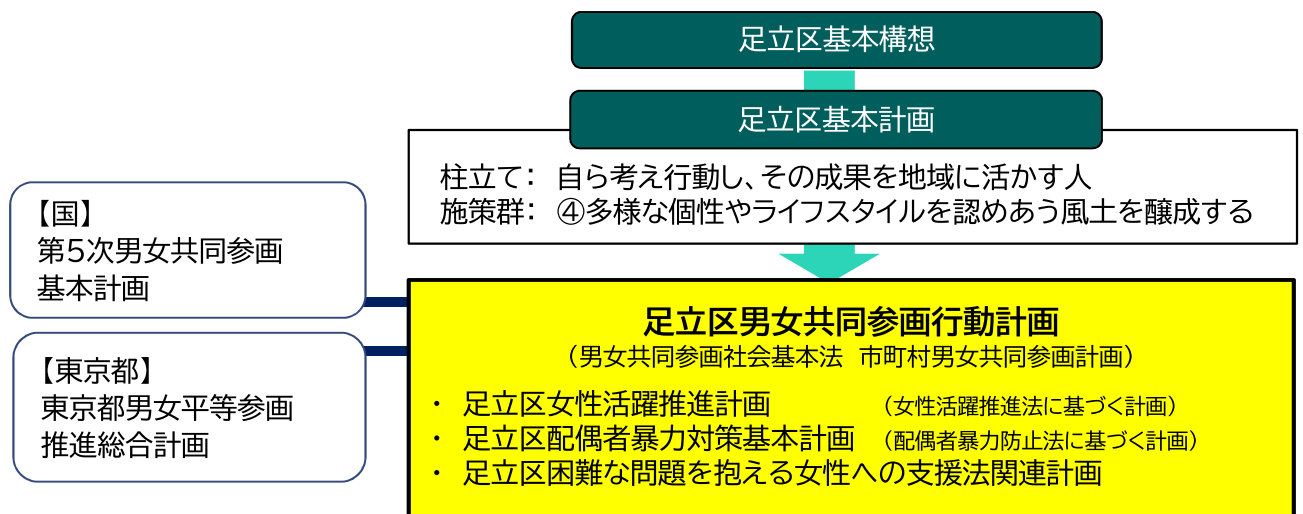 足立区基本構想
足立区基本計画
柱立て： 自ら考え行動し、その成果を地域に活かす人
施策群： ④多様な個性やライフスタイルを認めあう風土を醸成する
【国】
第5次男女共同参画
基本計画
【東京都】
東京都男女平等参画
推進総合計画
足立区男女共同参画行動計画
（男女共同参画社会基本法 市町村男女共同参画計画）
・ 足立区女性活躍推進計画 （女性活躍推進法に基づく計画）
・ 足立区配偶者暴力対策基本計画 （配偶者暴力防止法に基づく計画）
・ 足立区困難な問題を抱える女性への支援法関連計画